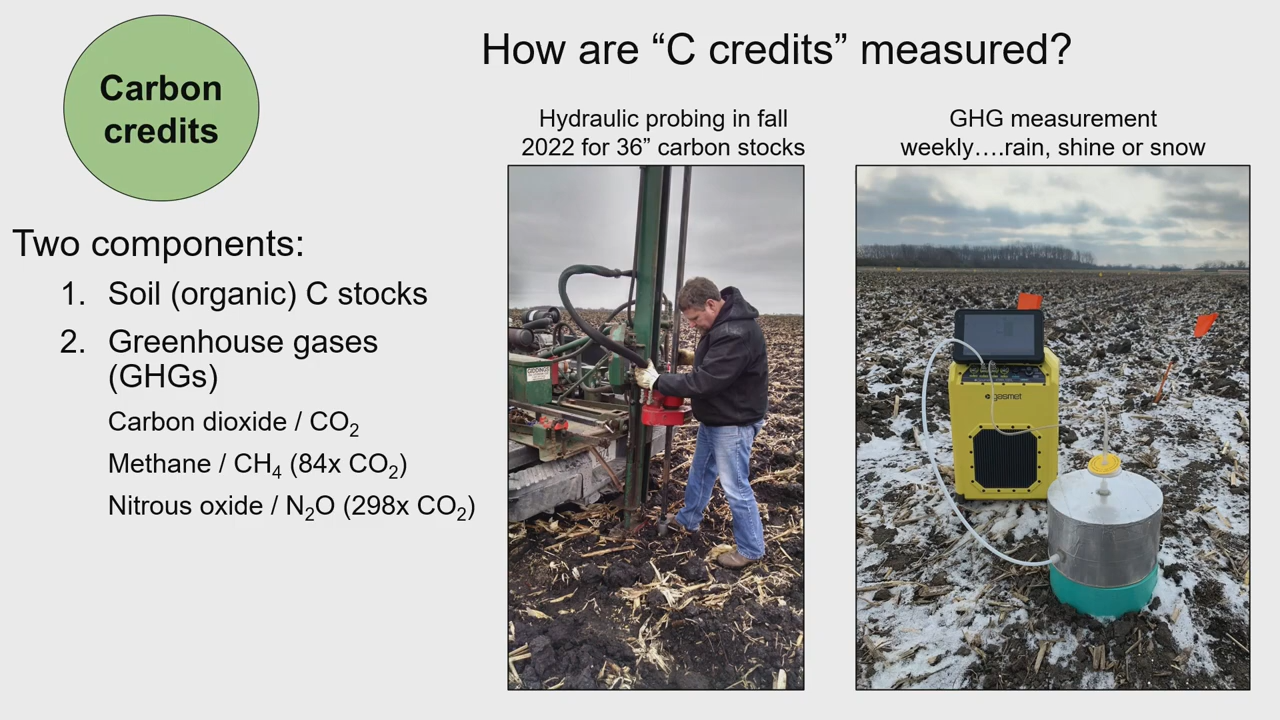 Carbon
credits
How are “C credits” measured?
Two components:
1. Soil (organic) C stocks
2. Greenhouse gases
(GHGs)
Carbon dioxide / CO₂
Methane / CH₄ (84x CO₂)
Nitrous oxide / N₂O (298x CO₂)
Hydraulic probing in fall
2022 for 36” carbon stocks
GIDDINGS
GHG measurement
weekly….rain, shine or snow
gasmet